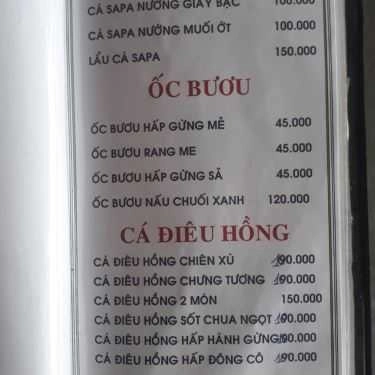 CÁ SAPA NƯỚNG GIẤY BẠC 100.000
CÁ SAPA NƯỚNG MUỐI ỚT 100.000
LẨU CÁ SAPA 150.000
ỐC BƯƠU
ỐC BƯƠU HẤP GỪNG MẺ 45.000
ỐC BƯƠU RANG ME 45.000
ỐC BƯƠU HẤP GỪNG SẢ 45.000
ỐC BƯƠU NẤU CHUỐI XANH 120.000
CÁ ĐIÊU HỒNG
CÁ ĐIÊU HỒNG CHIÊN XÙ 90.000
CÁ ĐIÊU HỒNG CHƯNG TƯƠNG 90.000
CÁ ĐIÊU HỒNG 2 MÓN 150.000
CÁ ĐIÊU HỒNG SỐT CHUA NGỌT 90.000
CÁ ĐIÊU HỒNG HẤP HÀNH GỪNG 90.000
CÁ ĐIÊU HỒNG HẤP ĐÔNG CÔ 90.000